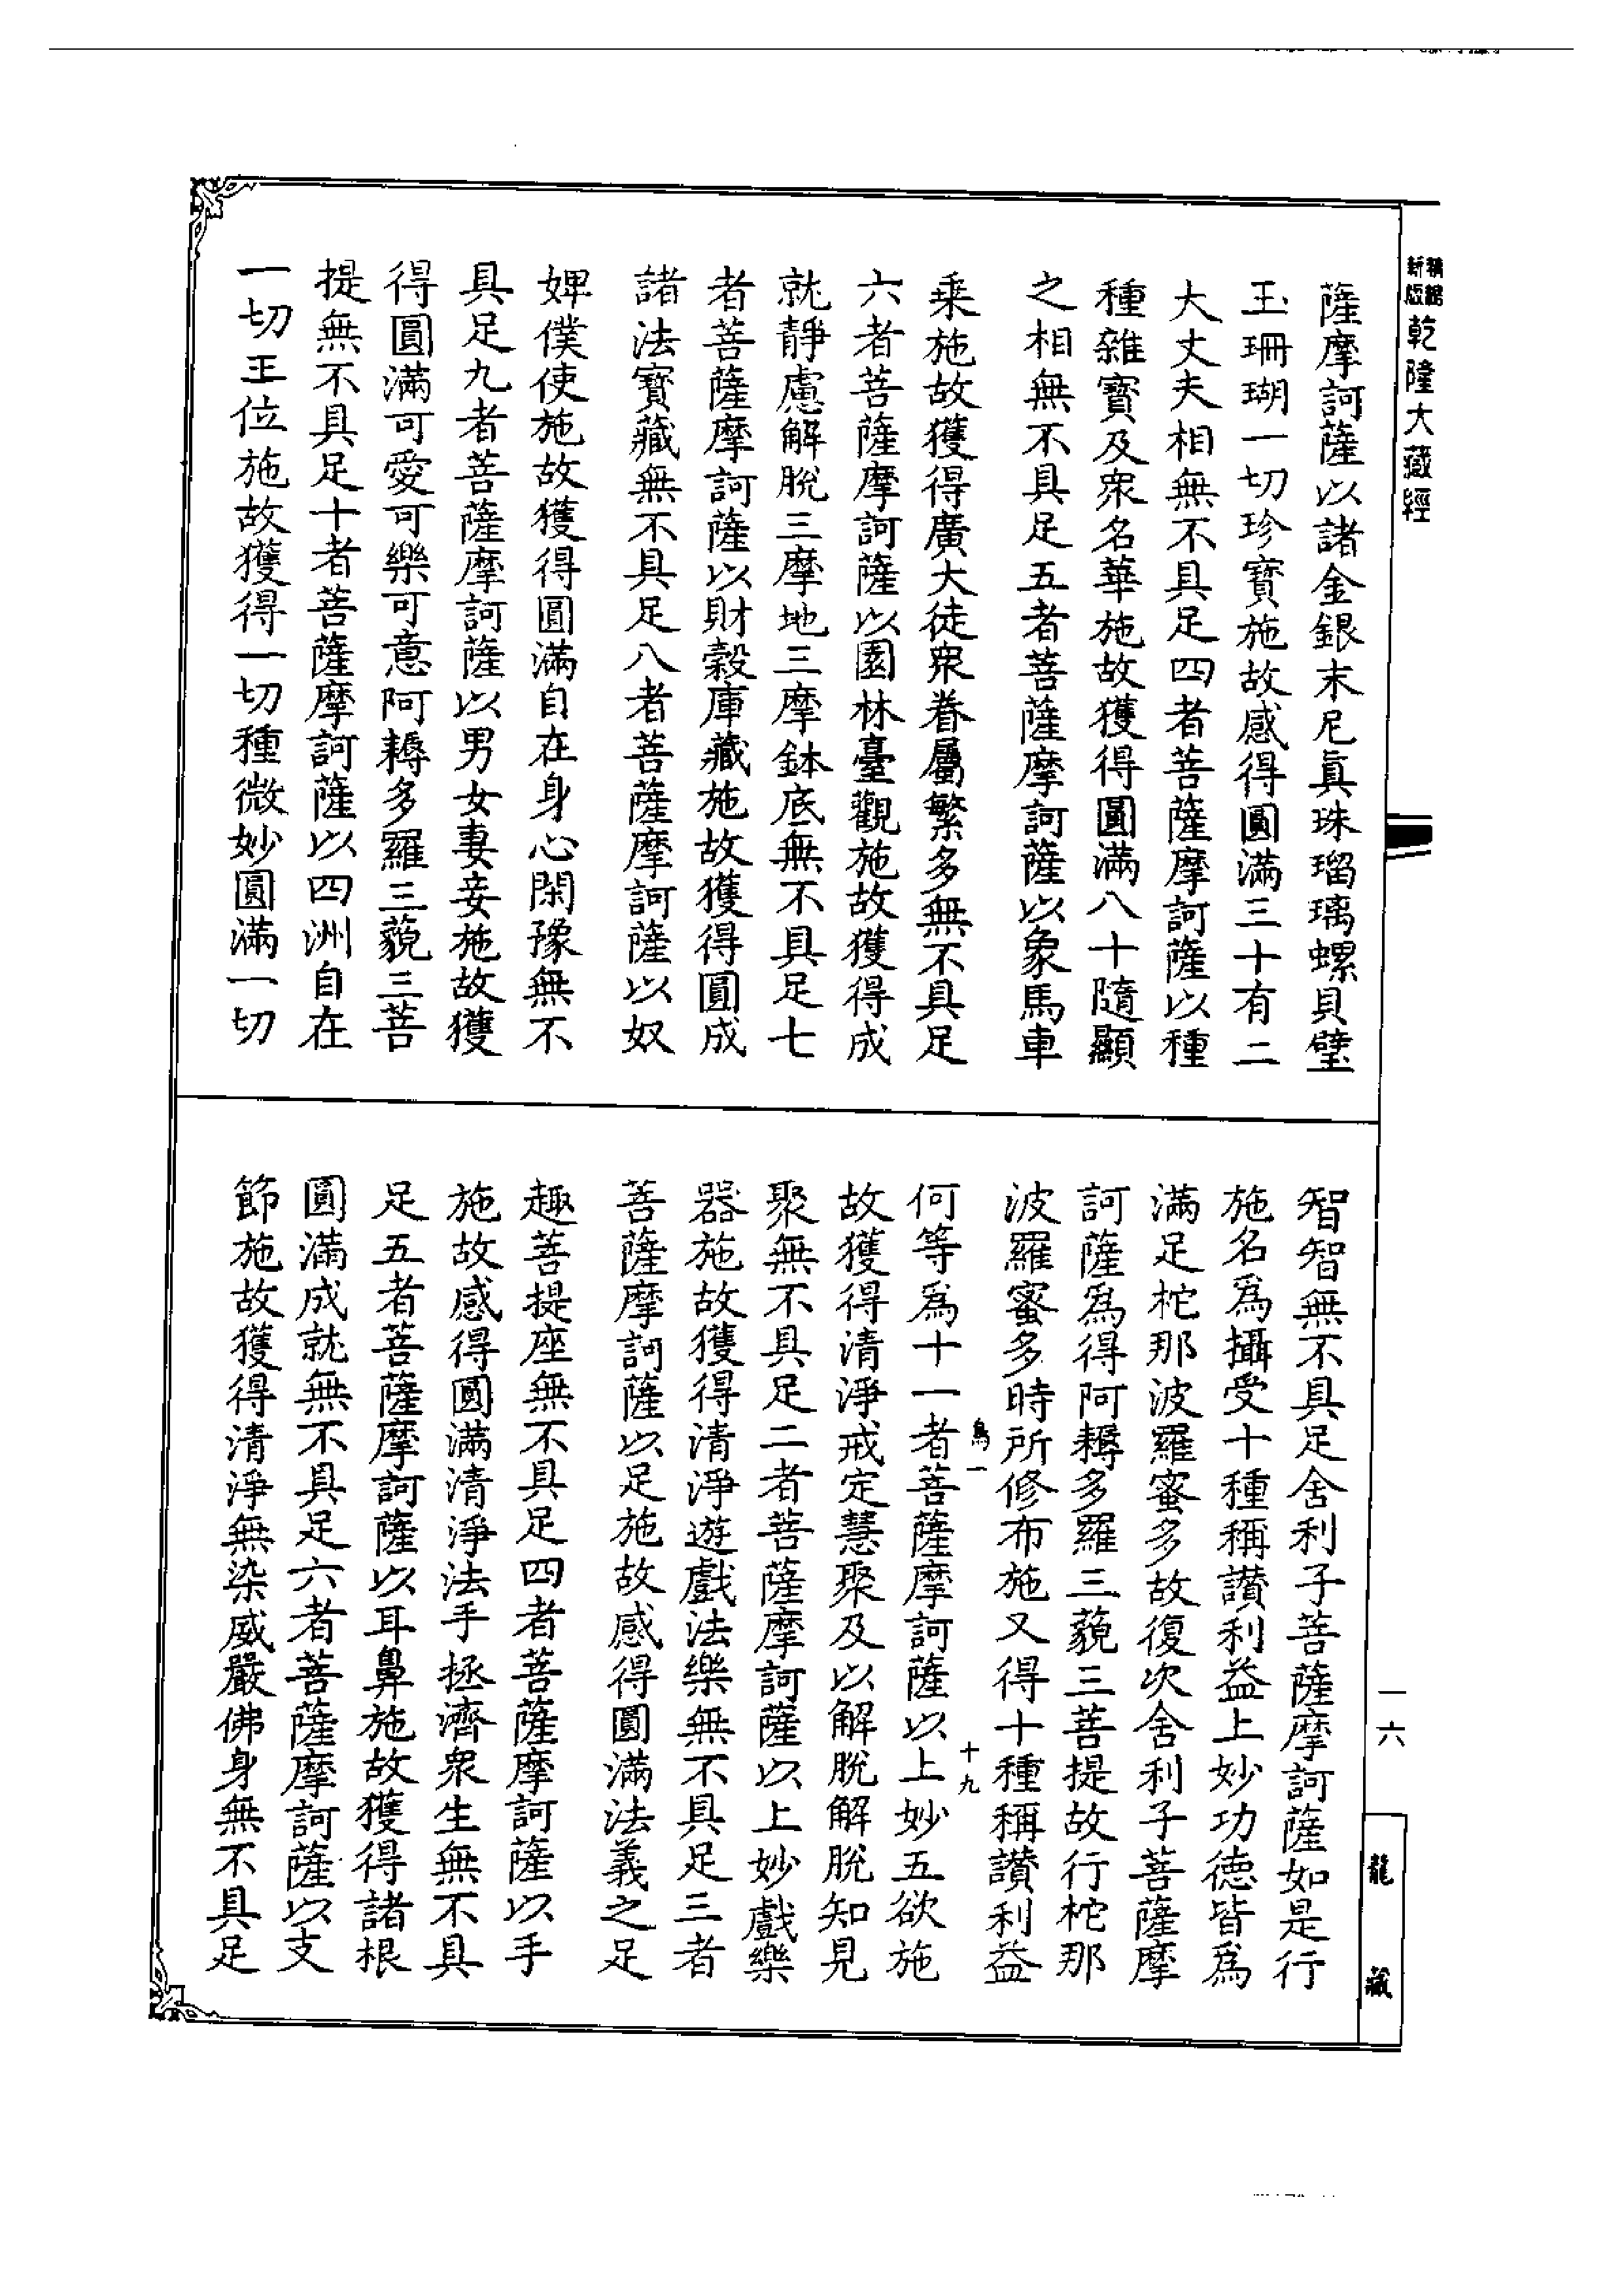 精編
新版
乾隆大藏經
薩摩訶薩以諸金銀末尼眞珠瑠璃螺貝璧
玉珊瑚一切珍寶施故感得圓滿三十有二
大丈夫相無不具足四者菩薩摩訶薩以種
種雜寶及衆名華施故獲得圓滿八十隨顯
之相無不具足五者菩薩摩訶薩以象馬車
乘施故獲得廣大徒衆眷屬繁多無不具足
六者菩薩摩訶薩以園林臺觀施故獲得成
就靜慮解脫三摩地三摩鉢底無不具足七
者菩薩摩訶薩以財穀庫藏施故獲得圓成
諸法寶藏無不具足八者菩薩摩訶薩以奴
婢僕使施故獲得圓滿自在身心閑豫無不
具足九者菩薩摩訶薩以男女妻妾施故獲
得圓滿可愛可樂可意阿耨多羅三藐三菩
提無不具足十者菩薩摩訶薩以四洲自在
一切王位施故獲得一切種微妙圓滿一切
智智無不具足舍利子菩薩摩訶薩如是行
施名爲攝受十種稱讃利益上妙功德皆爲
滿足柁那波羅蜜多故復次舍利子菩薩摩
訶薩爲得阿耨多羅三藐三菩提故行柁那
波羅蜜多時所修布施又得十種稱讃利益
鳥一
十九
何等爲十一者菩薩摩訶薩以上妙五欲施
故獲得清淨戒定慧聚及以解脫解脫知見
聚無不具足二者菩薩摩訶薩以上妙戲樂
器施故獲得清淨遊戲法樂無不具足三者
菩薩摩訶薩以足施故感得圓滿法義之足
趣菩提座無不具足四者菩薩摩訶薩以手
施故感得圓滿清淨法手拯濟衆生無不具
足五者菩薩摩訶薩以耳鼻施故獲得諸根
圓滿成就無不具足六者菩薩摩訶薩以支
節施故獲得清淨無染威嚴佛身無不具足
一六
龍藏